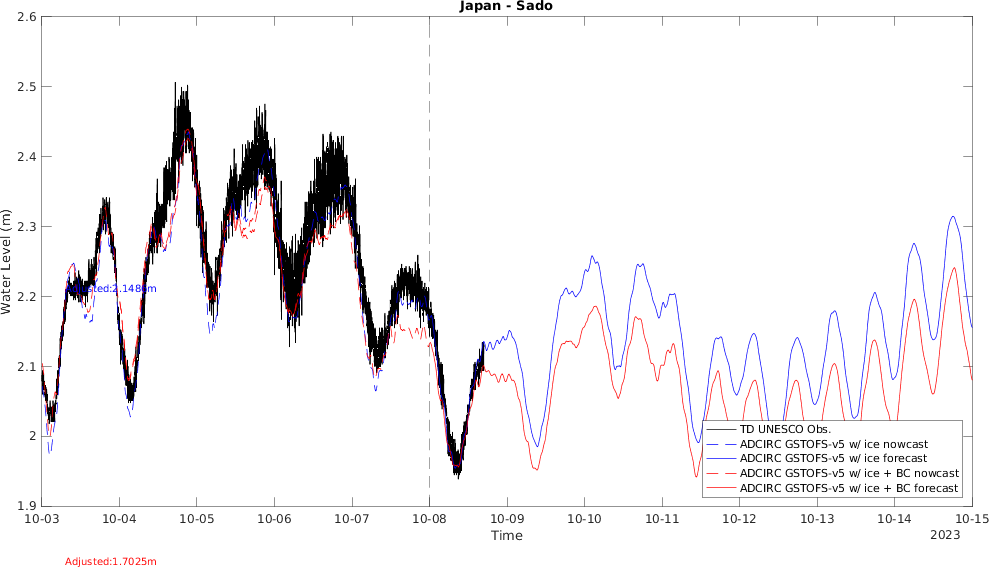 Japan - Sado
2.6
2.5
2.4
2.3
2.2
2.1
2
1.9
Water Level (m)
Adjusted:2.1486m
TD UNESCO Obs.
ADCIRC GSTOFS-v5 w/ ice nowcast
ADCIRC GSTOFS-v5 w/ ice forecast
ADCIRC GSTOFS-v5 w/ ice + BC nowcast
ADCIRC GSTOFS-v5 w/ ice + BC forecast
10-03 10-04 10-05 10-06 10-07 10-08 10-09 10-10 10-11 10-12 10-13 10-14 10-15
Time
2023
Adjusted:1.7025m